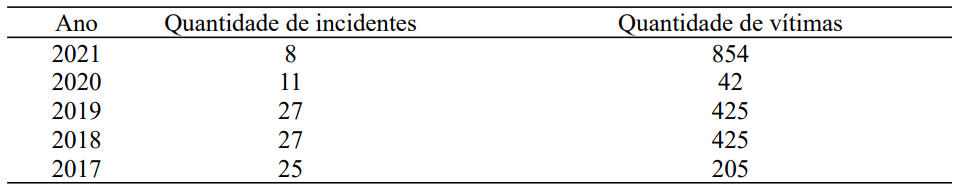 Ano Quantidade de incidentes Quantidade de vítimas
2021 8 854
2020 11 42
2019 27 425
2018 27 425
2017 25 205